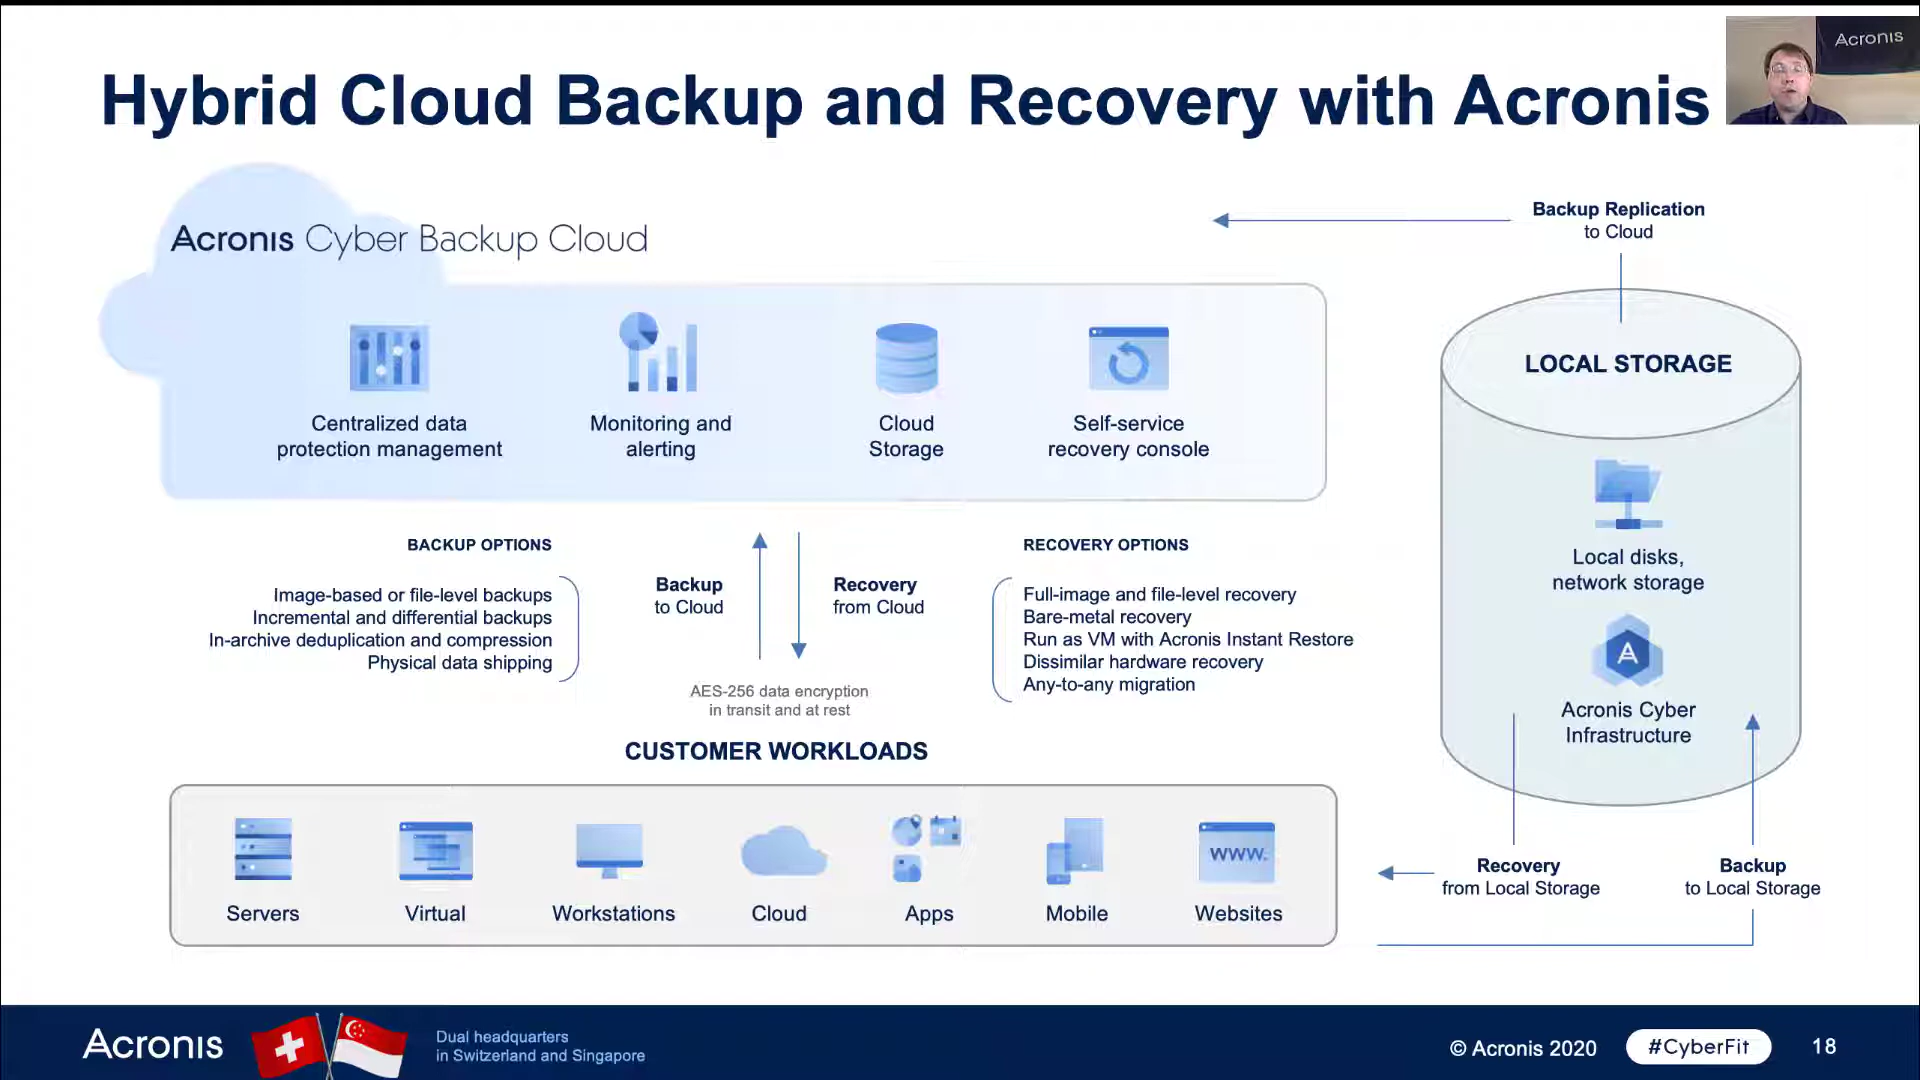 Hybrid Cloud Backup and Recovery with Acronis
Acronis
Acronis Cyber Backup Cloud
Backup Replication
to Cloud
Centralized data
protection management
Monitoring and
alerting
Cloud
Storage
Self-service
recovery console
LOCAL STORAGE
Local disks,
network storage
A
Acronis Cyber
Infrastructure
BACKUP OPTIONS
Image-based or file-level backups
Incremental and differential backups
In-archive deduplication and compression
Physical data shipping
Backup
to Cloud
Recovery
from Cloud
AES-256 data encryption
in transit and at rest
RECOVERY OPTIONS
Full-image and file-level recovery
Bare-metal recovery
Run as VM with Acronis Instant Restore
Dissimilar hardware recovery
Any-to-any migration
CUSTOMER WORKLOADS
Servers
Virtual
Workstations
Cloud
Apps
Mobile
www.
Websites
Recovery
from Local Storage
Backup
to Local Storage
Acronis
Dual headquarters
in Switzerland and Singapore
© Acronis 2020
#CyberFit
18